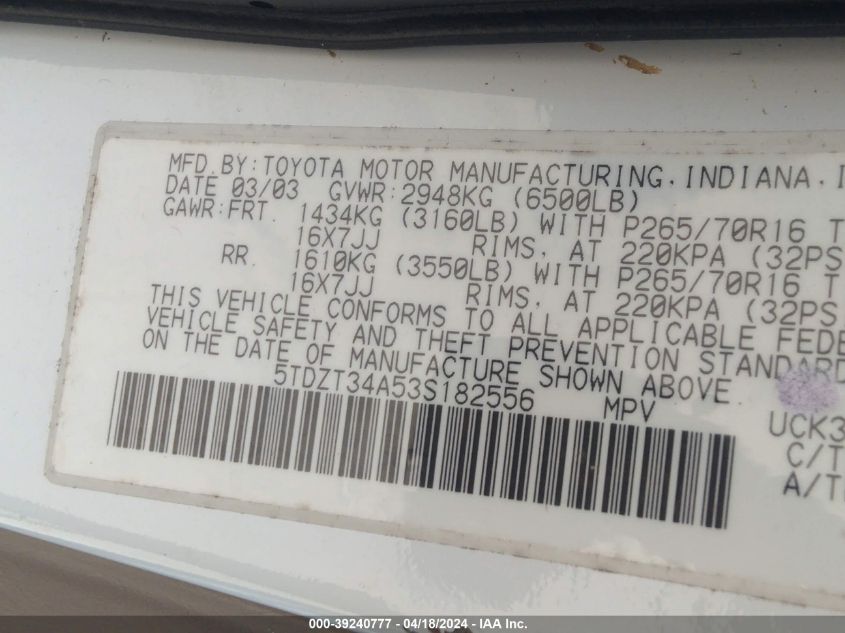 MFD.BY:TOYOTA MOTOR MANUFACTURING, INDIANA, I
DATE 03/03 GVWR:2948KG (6500LB)
GAWR:FRT. 1434KG (3160LB) WITH P265/70R16 T
16X7JJ RIMS, AT 220KPA (32PS
RR. 1610KG (3550LB) WITH P265/70R16 T
16X7JJ RIMS, AT 220KPA (32PS
THIS VEHICLE CONFORMS TO ALL APPLICABLE FEDE
VEHICLE SAFETY AND THEFT PREVENTION STANDARD
ON THE DATE OF MANUFACTURE SHOWN ABOVE.
5TDZT34A53S182556 MPV
UCK3
C/T
A/T
000-39240777 - 04/18/2024 - IAA Inc.